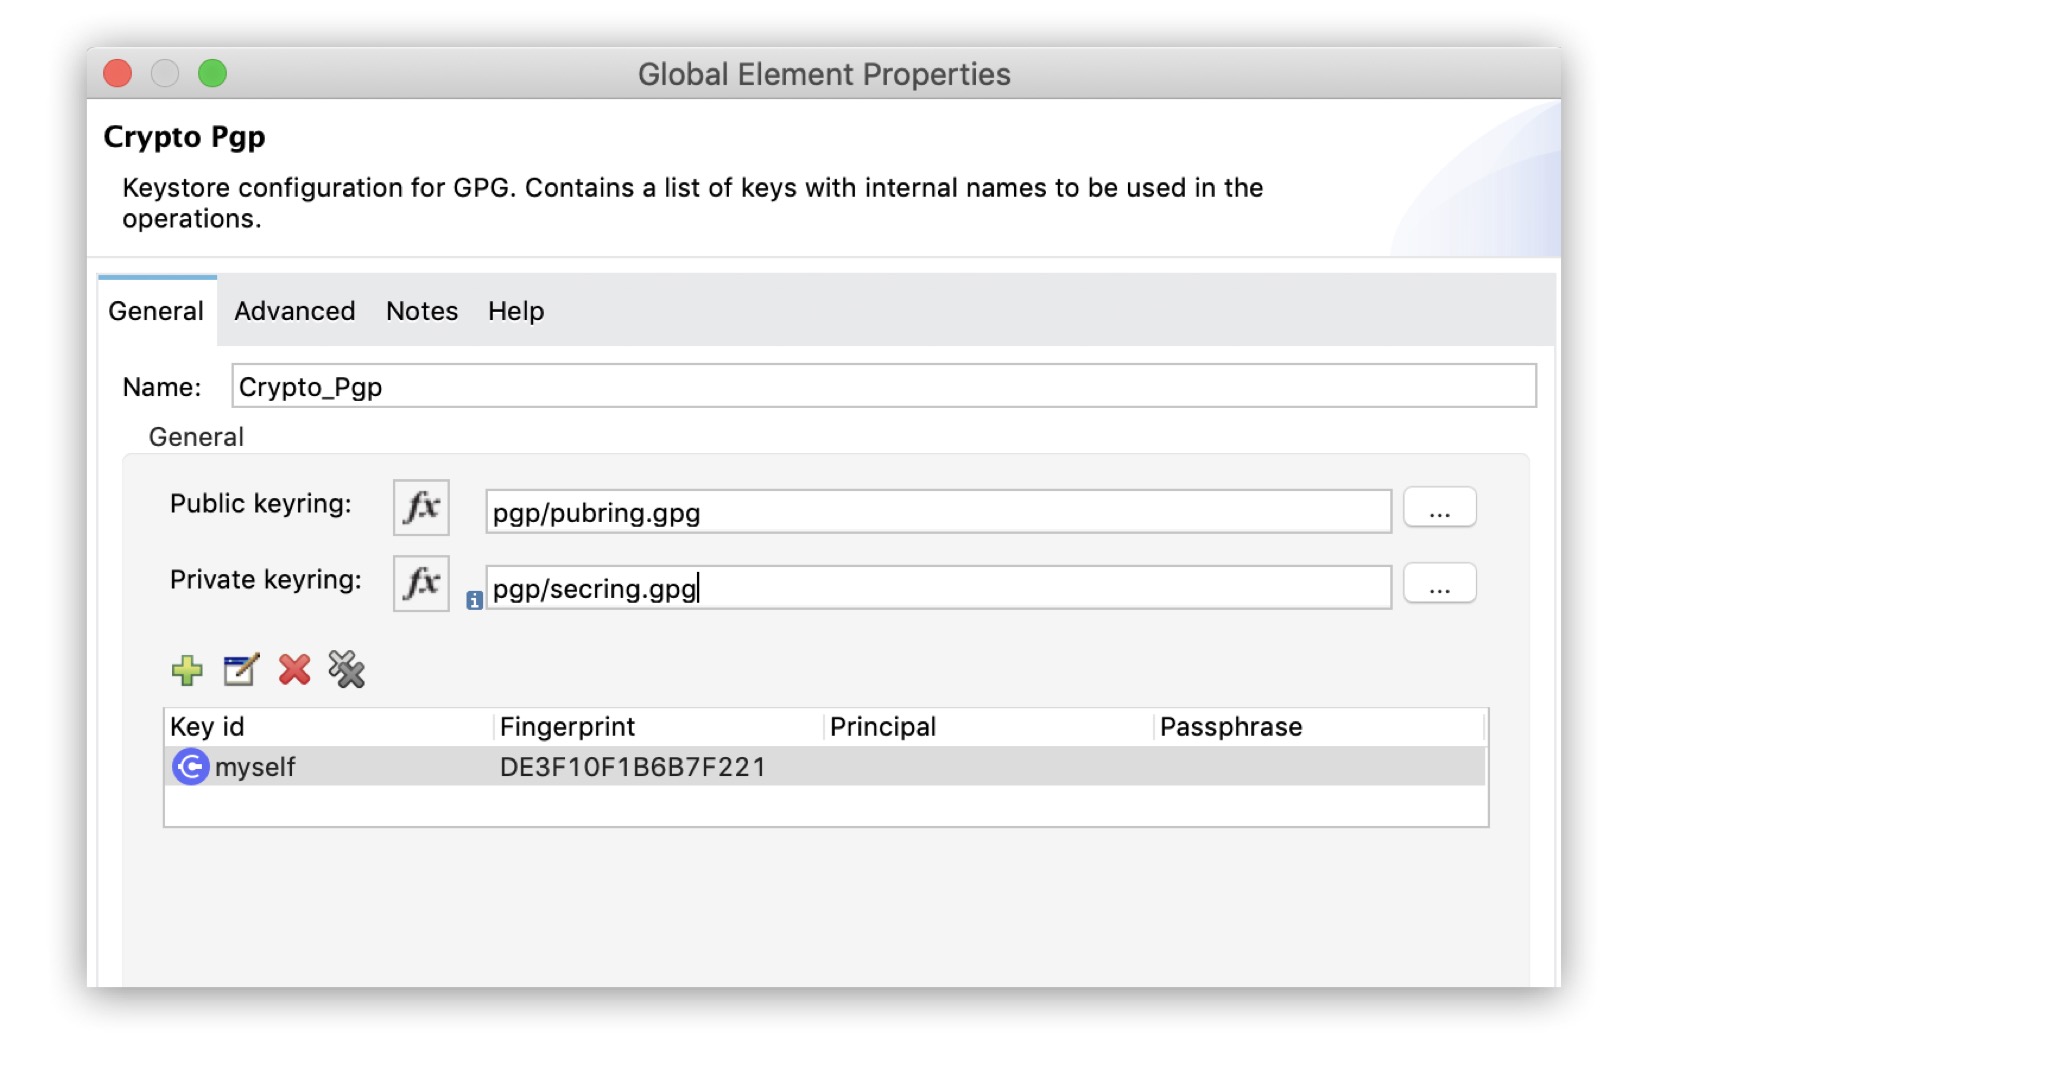 Global Element Properties
Crypto Pgp
Keystore configuration for GPG. Contains a list of keys with internal names to be used in the
operations.
General Advanced Notes Help
Name: Crypto_Pgp
General
Public keyring: fx pgp/pubring.gpg ...
Private keyring: fx i pgp/secring.gpg ...
Key id Fingerprint Principal Passphrase
myself DE3F10F1B6B7F221